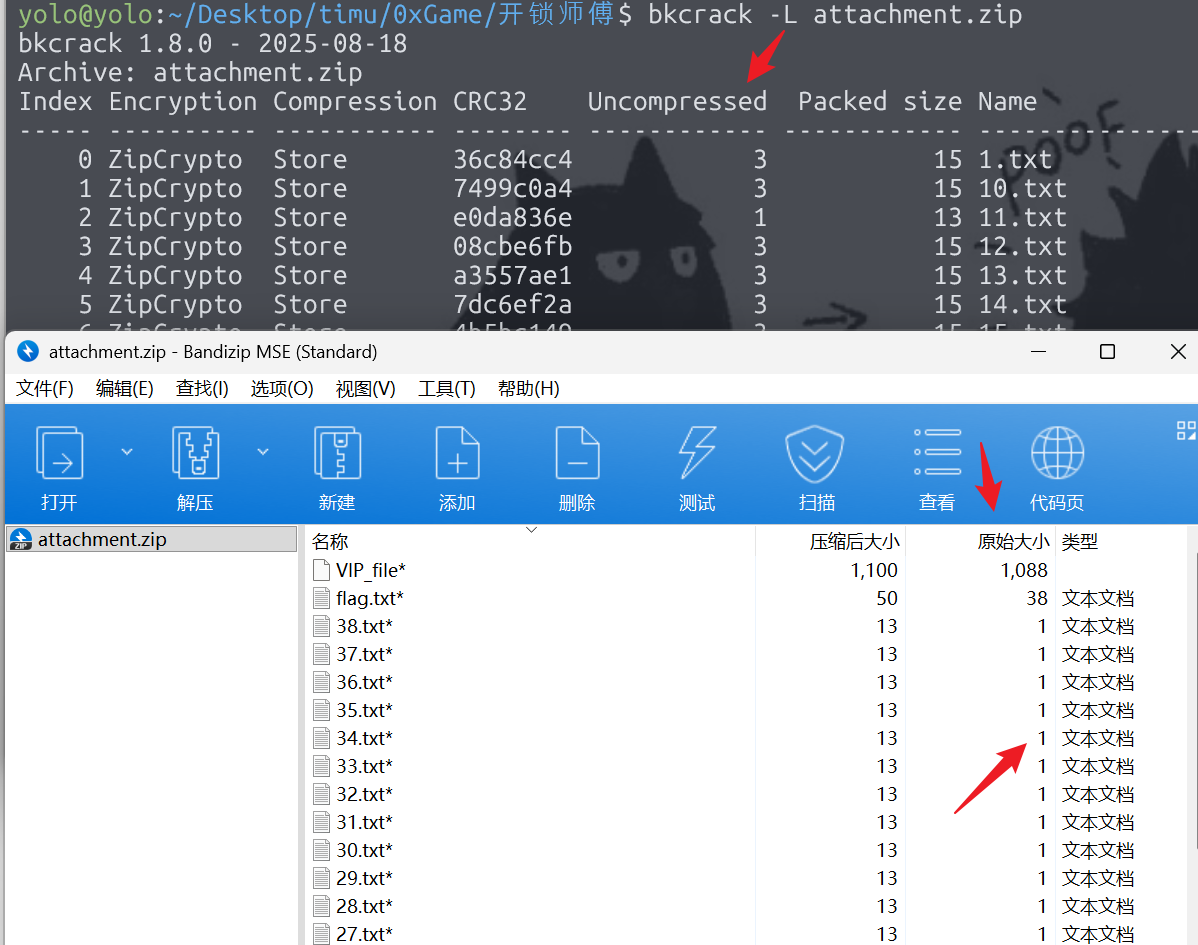 yolo@yolo:~/Desktop/timu/0xGame/开锁师傅$ bkcrack -L attachment.zip
bkcrack 1.8.0 - 2025-08-18
Archive: attachment.zip
Index Encryption Compression CRC32    Uncompressed  Packed size Name
----- ---------- ----------- -------- ------------ ------------ ----------------
    0 ZipCrypto  Store       36c84cc4            3           15 1.txt
    1 ZipCrypto  Store       7499c0a4            3           15 10.txt
    2 ZipCrypto  Store       e0da836e            1           13 11.txt
    3 ZipCrypto  Store       08cbe6fb            3           15 12.txt
    4 ZipCrypto  Store       a3557ae1            3           15 13.txt
    5 ZipCrypto  Store       7dc6ef2a            3           15 14.txt
POOF
attachment.zip - Bandizip MSE (Standard)
文件(F) 编辑(E) 查找(I) 选项(O) 视图(V) 工具(T) 帮助(H)
打开 解压 新建 添加 删除 测试 扫描 查看 代码页
attachment.zip
名称 压缩后大小 原始大小 类型
VIP_file* 1,100 1,088
flag.txt* 50 38 文本文档
38.txt* 13 1 文本文档
37.txt* 13 1 文本文档
36.txt* 13 1 文本文档
35.txt* 13 1 文本文档
34.txt* 13 1 文本文档
33.txt* 13 1 文本文档
32.txt* 13 1 文本文档
31.txt* 13 1 文本文档
30.txt* 13 1 文本文档
29.txt* 13 1 文本文档
28.txt* 13 1 文本文档
27.txt* 13 1 文本文档